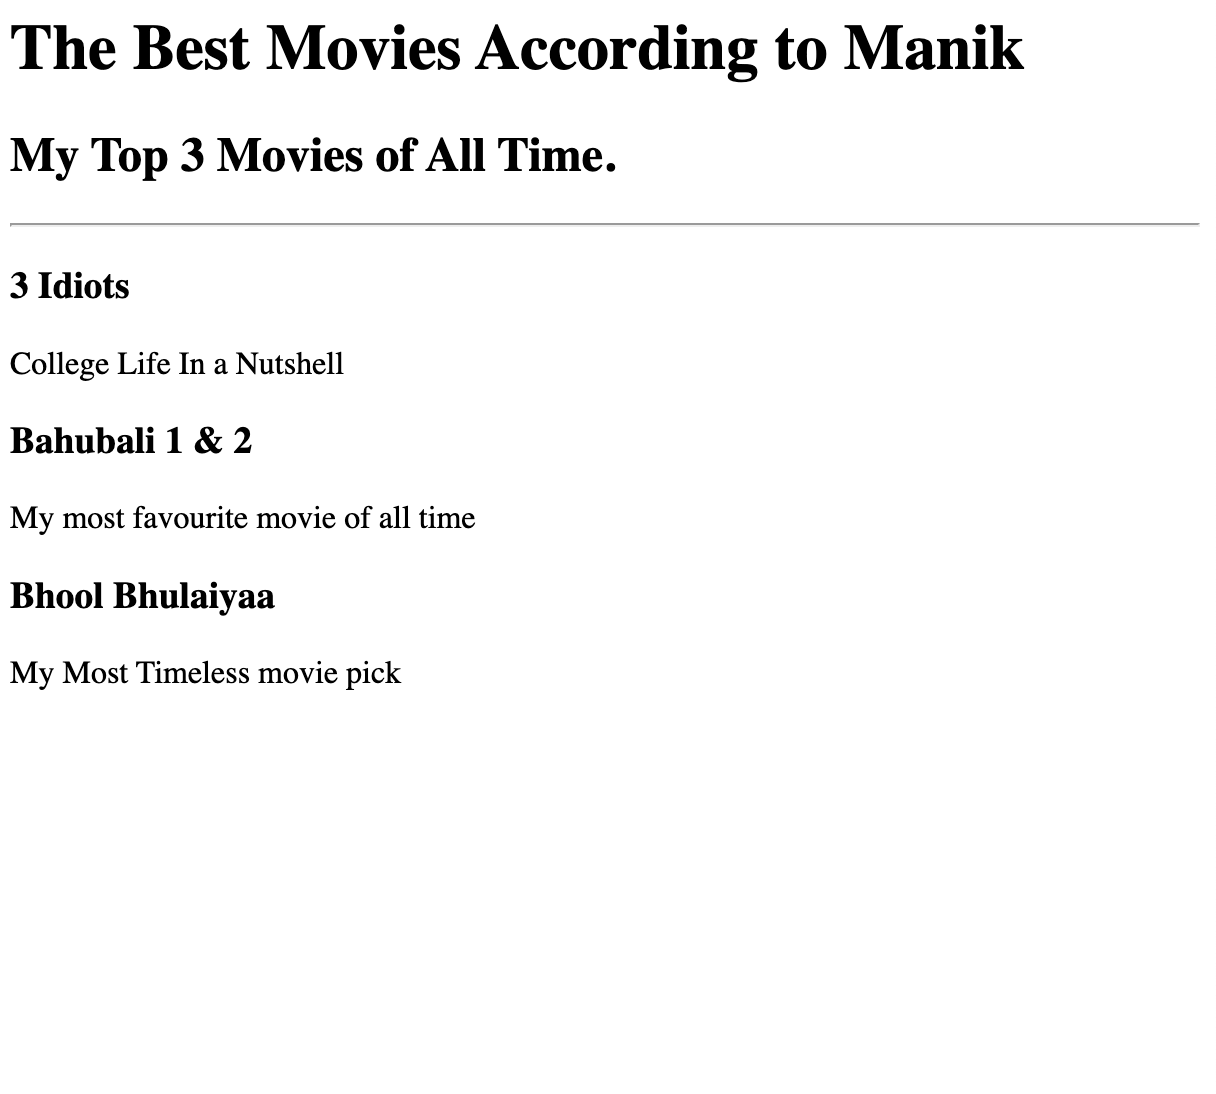 The Best Movies According to Manik
My Top 3 Movies of All Time.
3 Idiots
College Life In a Nutshell
Bahubali 1 & 2
My most favourite movie of all time
Bhool Bhulaiyaa
My Most Timeless movie pick